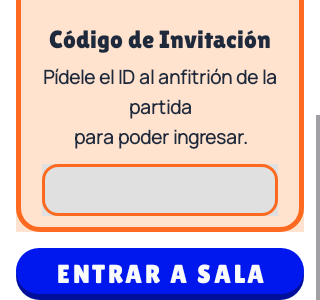 Código de Invitación
Pídele el ID al anfitrión de la
partida
para poder ingresar.
ENTRAR A SALA